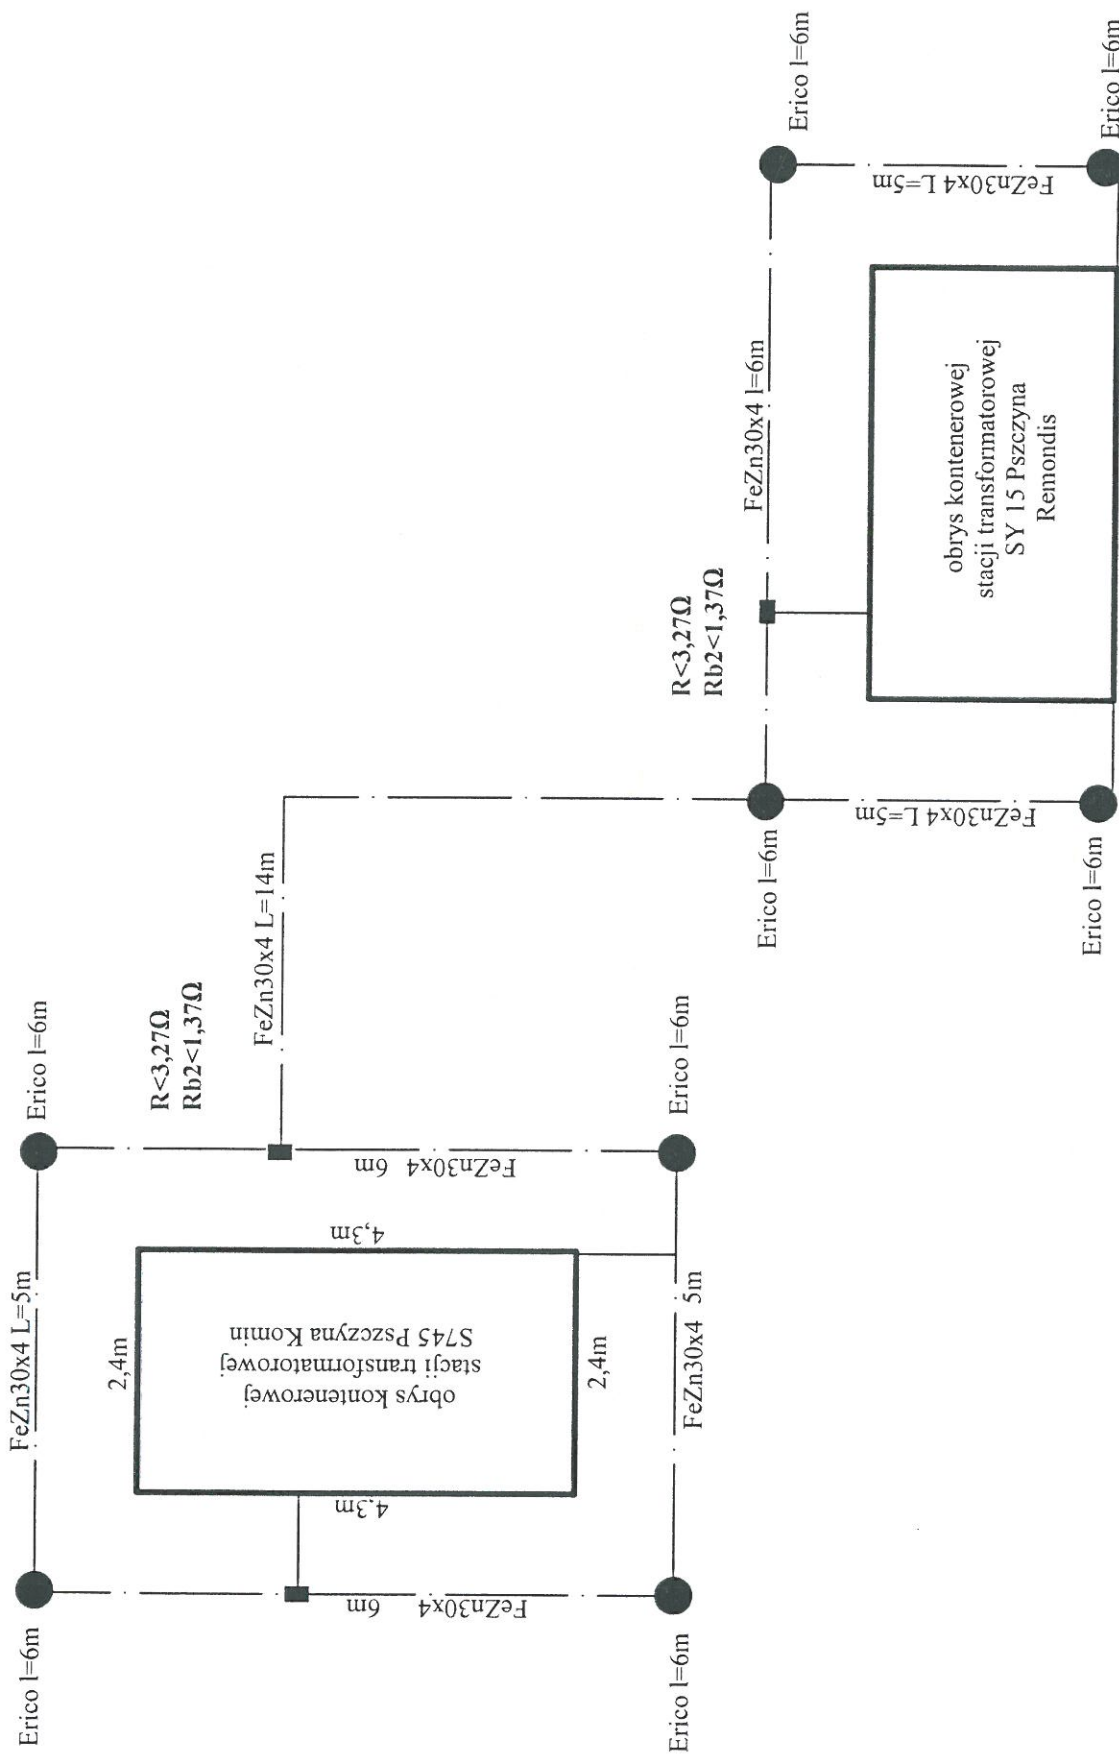 Erico l=6m
FeZn30x4 L=5m
Erico l=6m
2,4m
4,3m
4,3m
obrys kontenerowej
stacji transformatorowej
S745 Pszczyna Komin
2,4m
FeZn30x4 6m
FeZn30x4 6m
Erico l=6m
FeZn30x4 5m
Erico l=6m
R<3,27Ω
Rb2<1,37Ω
FeZn30x4 L=14m
R<3,27Ω
Rb2<1,37Ω
Erico l=6m
FeZn30x4 l=6m
Erico l=6m
FeZn30x4 L=5m
FeZn30x4 L=5m
obrys kontenerowej
stacji transformatorowej
SY 15 Pszczyna
Remondis
Erico l=6m
Erico l=6m